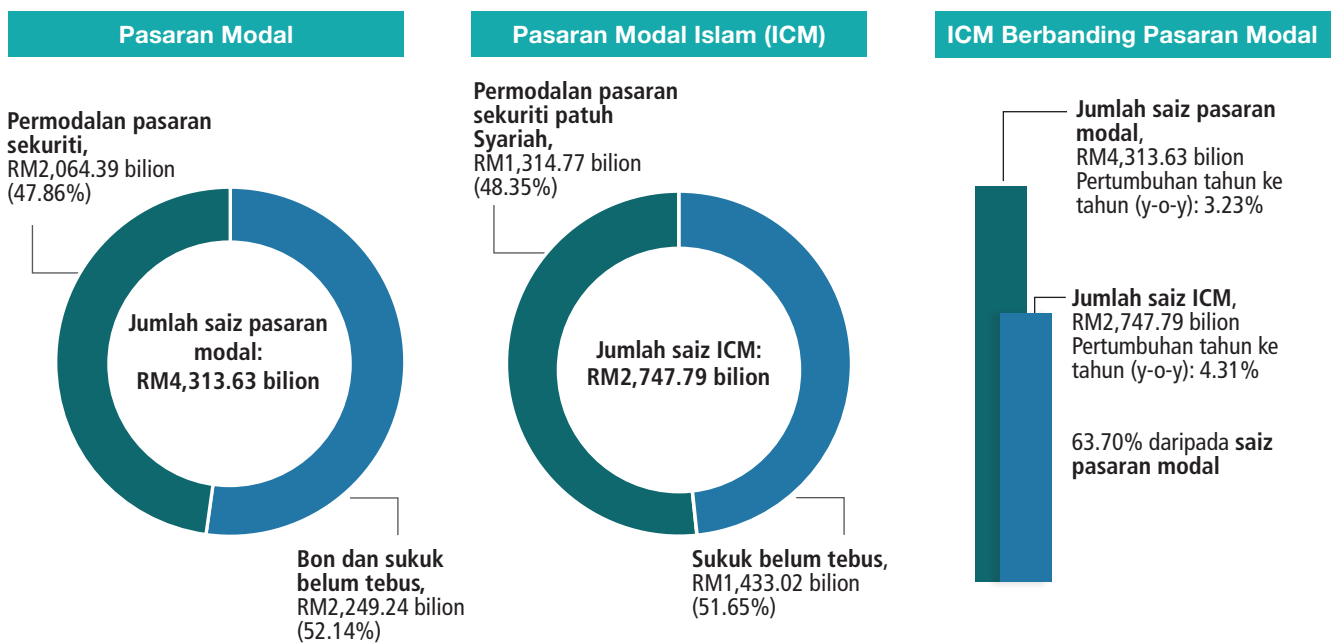 Pasaran Modal
Permodalan pasaran
sekuriti,
RM2,064.39 bilion
(47.86%)
Jumlah saiz pasaran
modal:
RM4,313.63 bilion
Bon dan sukuk
belum tebus,
RM2,249.24 bilion
(52.14%)
Pasaran Modal Islam (ICM)
Permodalan pasaran
sekuriti patuh
Syariah,
RM1,314.77 bilion
(48.35%)
Jumlah saiz ICM:
RM2,747.79 bilion
Sukuk belum tebus,
RM1,433.02 bilion
(51.65%)
ICM Berbanding Pasaran Modal
Jumlah saiz pasaran
modal,
RM4,313.63 bilion
Pertumbuhan tahun ke
tahun (y-o-y): 3.23%
Jumlah saiz ICM,
RM2,747.79 bilion
Pertumbuhan tahun ke
tahun (y-o-y): 4.31%
63.70% daripada saiz
pasaran modal